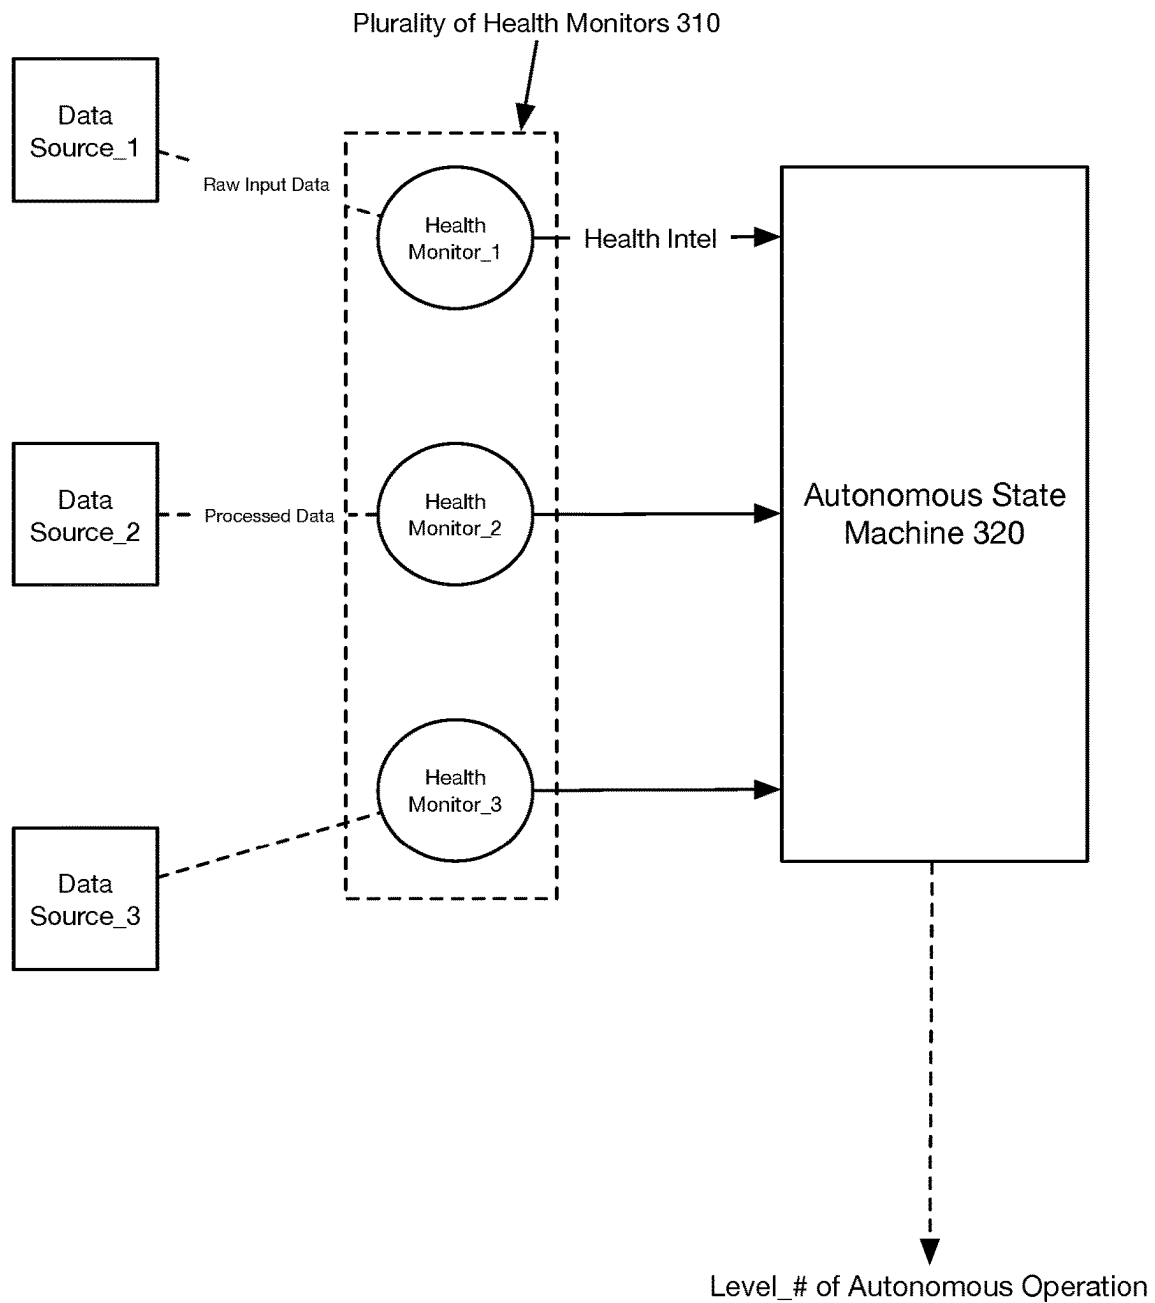 Plurality of Health Monitors 310
Data
Source_1
Raw Input Data
Health
Monitor_1
Health Intel
Data
Source_2
Processed Data
Health
Monitor_2
Autonomous State
Machine 320
Health
Monitor_3
Data
Source_3
Level_# of Autonomous Operation